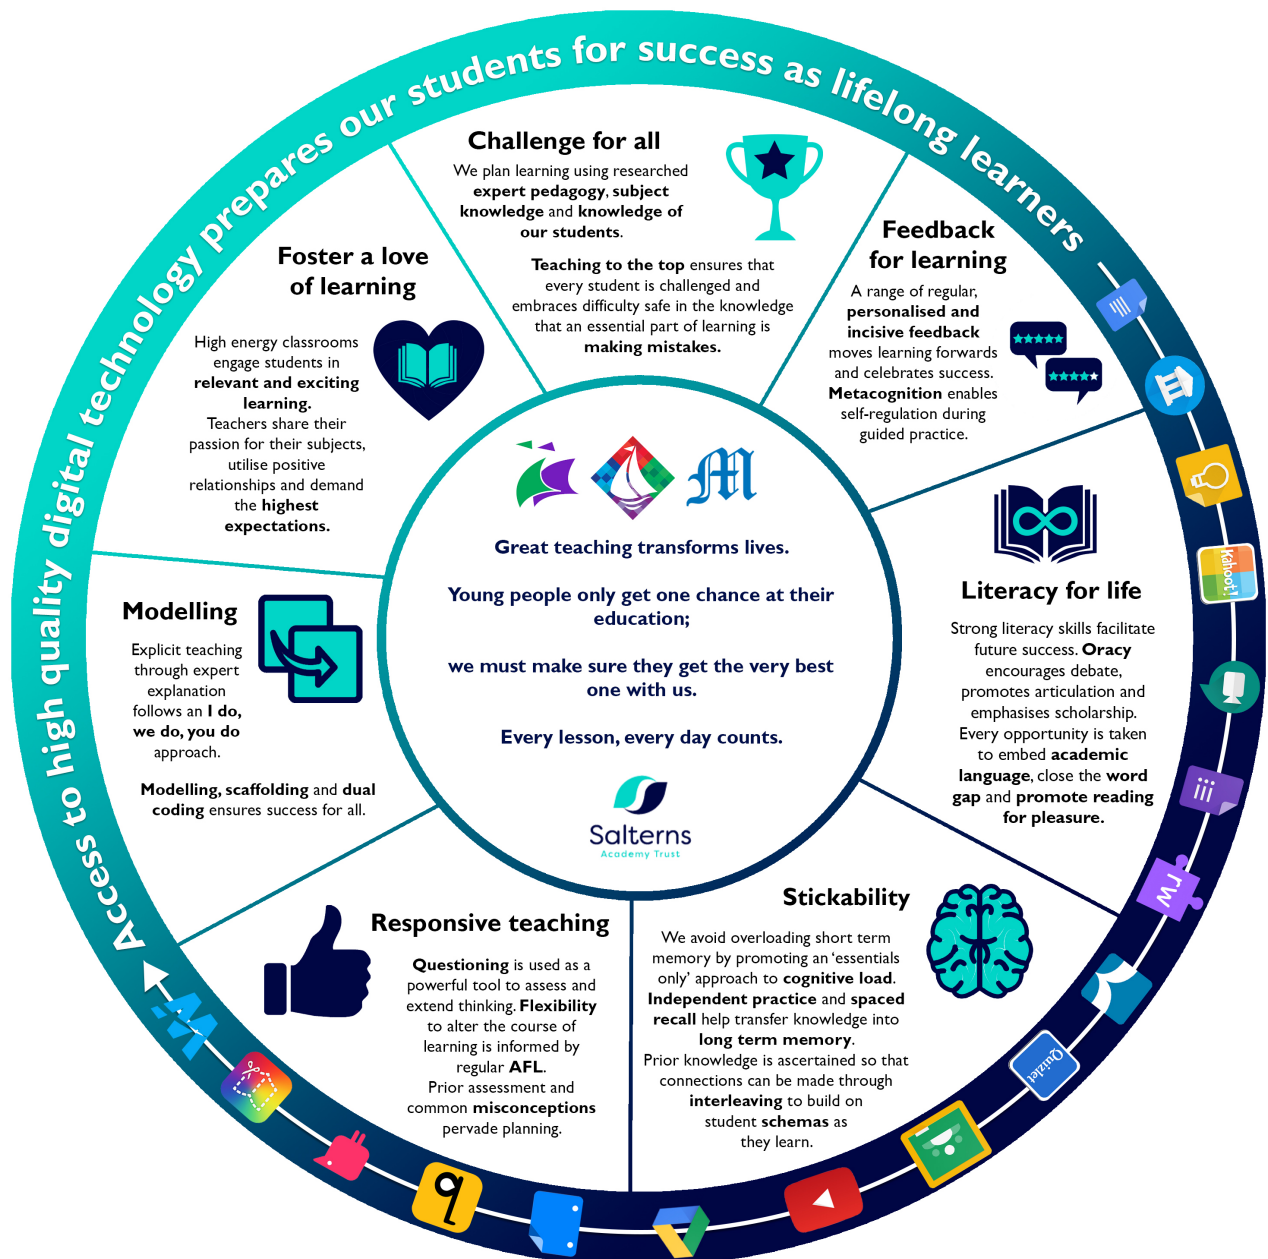 Access to high quality digital technology prepares our students for success as lifelong learners
Challenge for all
We plan learning using researched
expert pedagogy, subject
knowledge and knowledge of
our students.
Teaching to the top ensures that
every student is challenged and
embraces difficulty safe in the knowledge
that an essential part of learning is
making mistakes.
Feedback
for learning
A range of regular,
personalised and
incisive feedback
moves learning forwards
and celebrates success.
Metacognition enables
self-regulation during
guided practice.
Literacy for life
Strong literacy skills facilitate
future success. Oracy
encourages debate,
promotes articulation and
emphasises scholarship.
Every opportunity is taken
to embed academic
language, close the word
gap and promote reading
for pleasure.
Stickability
We avoid overloading short term
memory by promoting an 'essentials
only' approach to cognitive load.
Independent practice and spaced
recall help transfer knowledge into
long term memory.
Prior knowledge is ascertained so that
connections can be made through
interleaving to build on
student schemas as
they learn.
Responsive teaching
Questioning is used as a
powerful tool to assess and
extend thinking. Flexibility
to alter the course of
learning is informed by
regular AFL.
Prior assessment and
common misconceptions
pervade planning.
Modelling
Explicit teaching
through expert
explanation
follows an I do,
we do, you do
approach.
Modelling, scaffolding and dual
coding ensures success for all.
Foster a love
of learning
High energy classrooms
engage students in
relevant and exciting
learning.
Teachers share their
passion for their subjects,
utilise positive
relationships and demand
the highest
expectations.
M
Great teaching transforms lives.
Young people only get one chance at their
education;
we must make sure they get the very best
one with us.
Every lesson, every day counts.
Salterns
Academy Trust
Kahoot!
rw
Quizlet
b
W